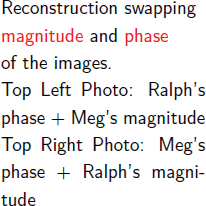 Reconstruction swapping
magnitude and phase
of the images.
Top Left Photo: Ralph's
phase + Meg's magnitude
Top Right Photo: Meg's
phase + Ralph's magni-
tude